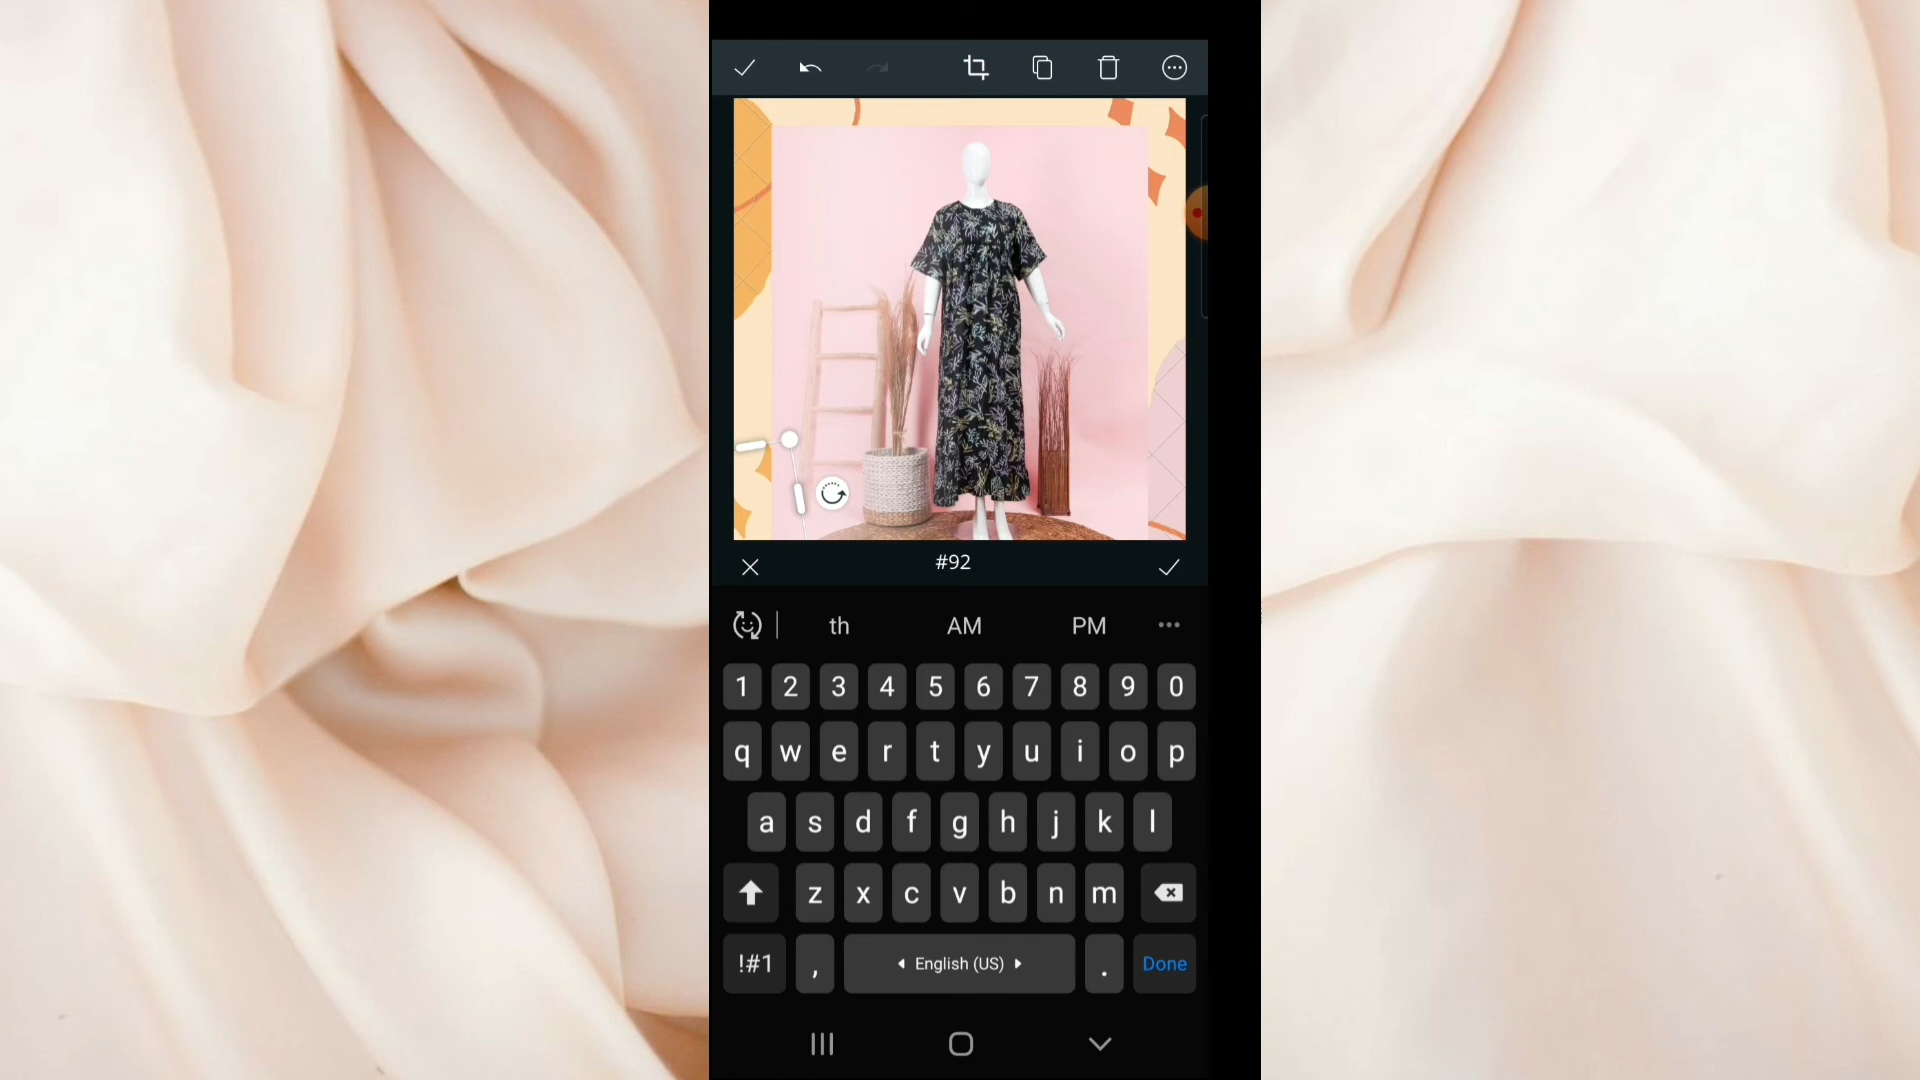 #92
th AM PM
1 2 3 4 5 6 7 8 9 0
q w e r t y u i o p
a s d f g h j k l
z x c v b n m
!#1 , English (US) . Done